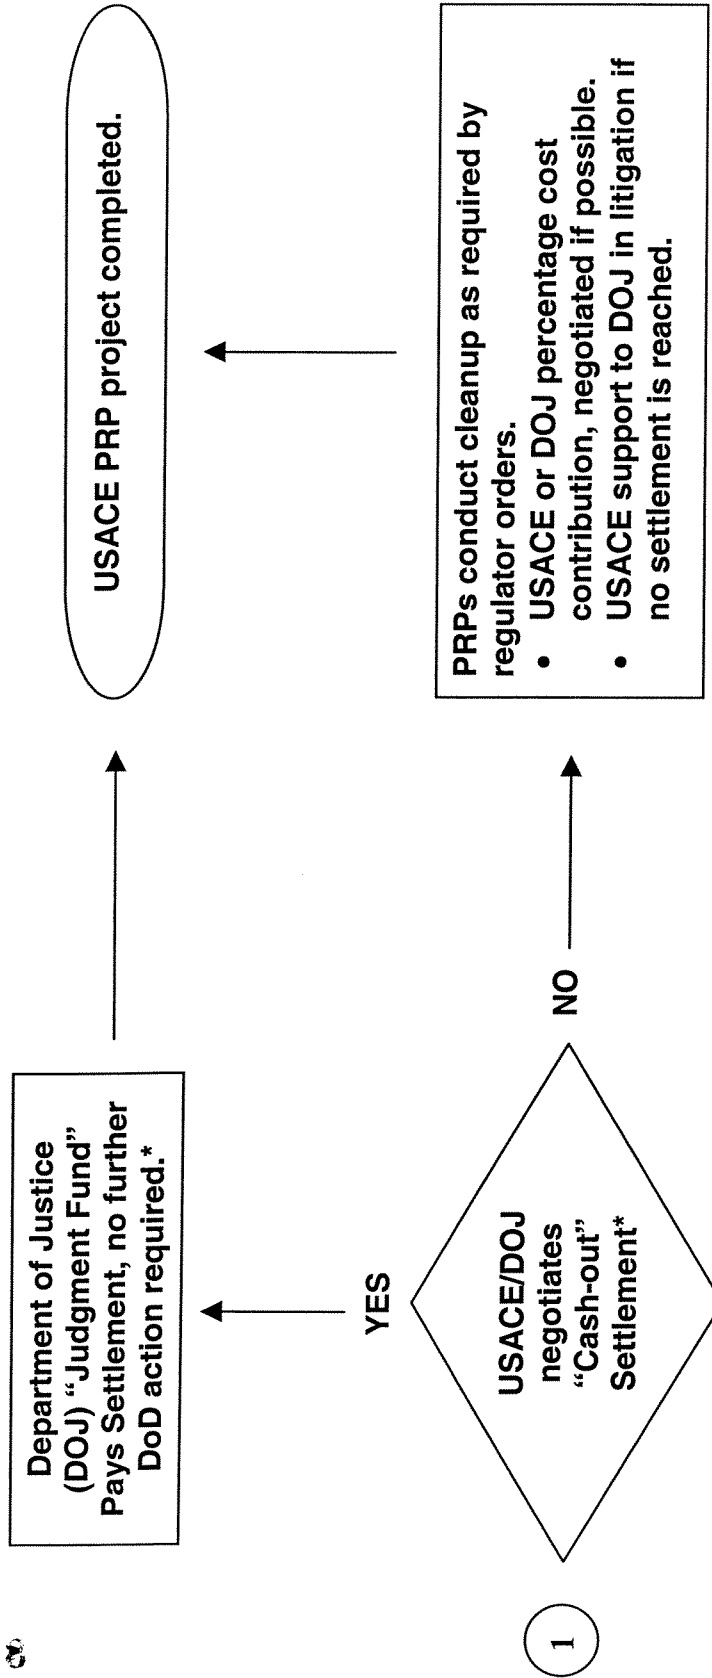 Department of Justice
(DOJ) “Judgment Fund”
Pays Settlement, no further
DoD action required.*
USACE PRP project completed.
YES
1
USACE/DOJ
negotiates
“Cash-out”
Settlement*
NO
PRPs conduct cleanup as required by
regulator orders.
• USACE or DOJ percentage cost
contribution, negotiated if possible.
• USACE support to DOJ in litigation if
no settlement is reached.